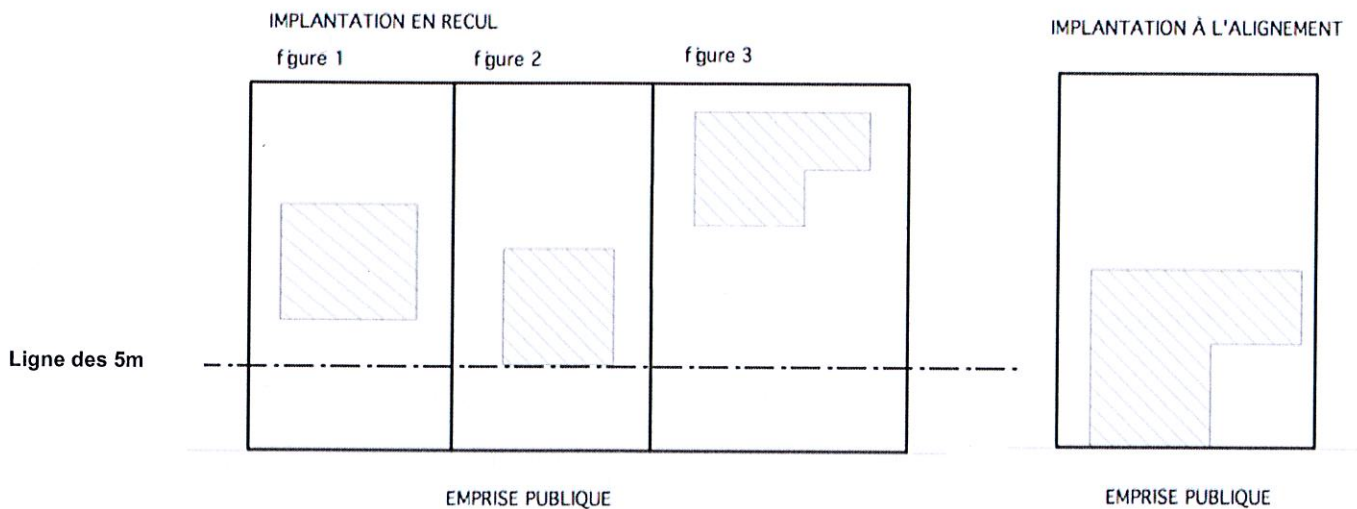 IMPLANTATION EN RECUL
figure 1
figure 2
figure 3
IMPLANTATION À L'ALIGNEMENT
Ligne des 5m
EMPRISE PUBLIQUE
EMPRISE PUBLIQUE